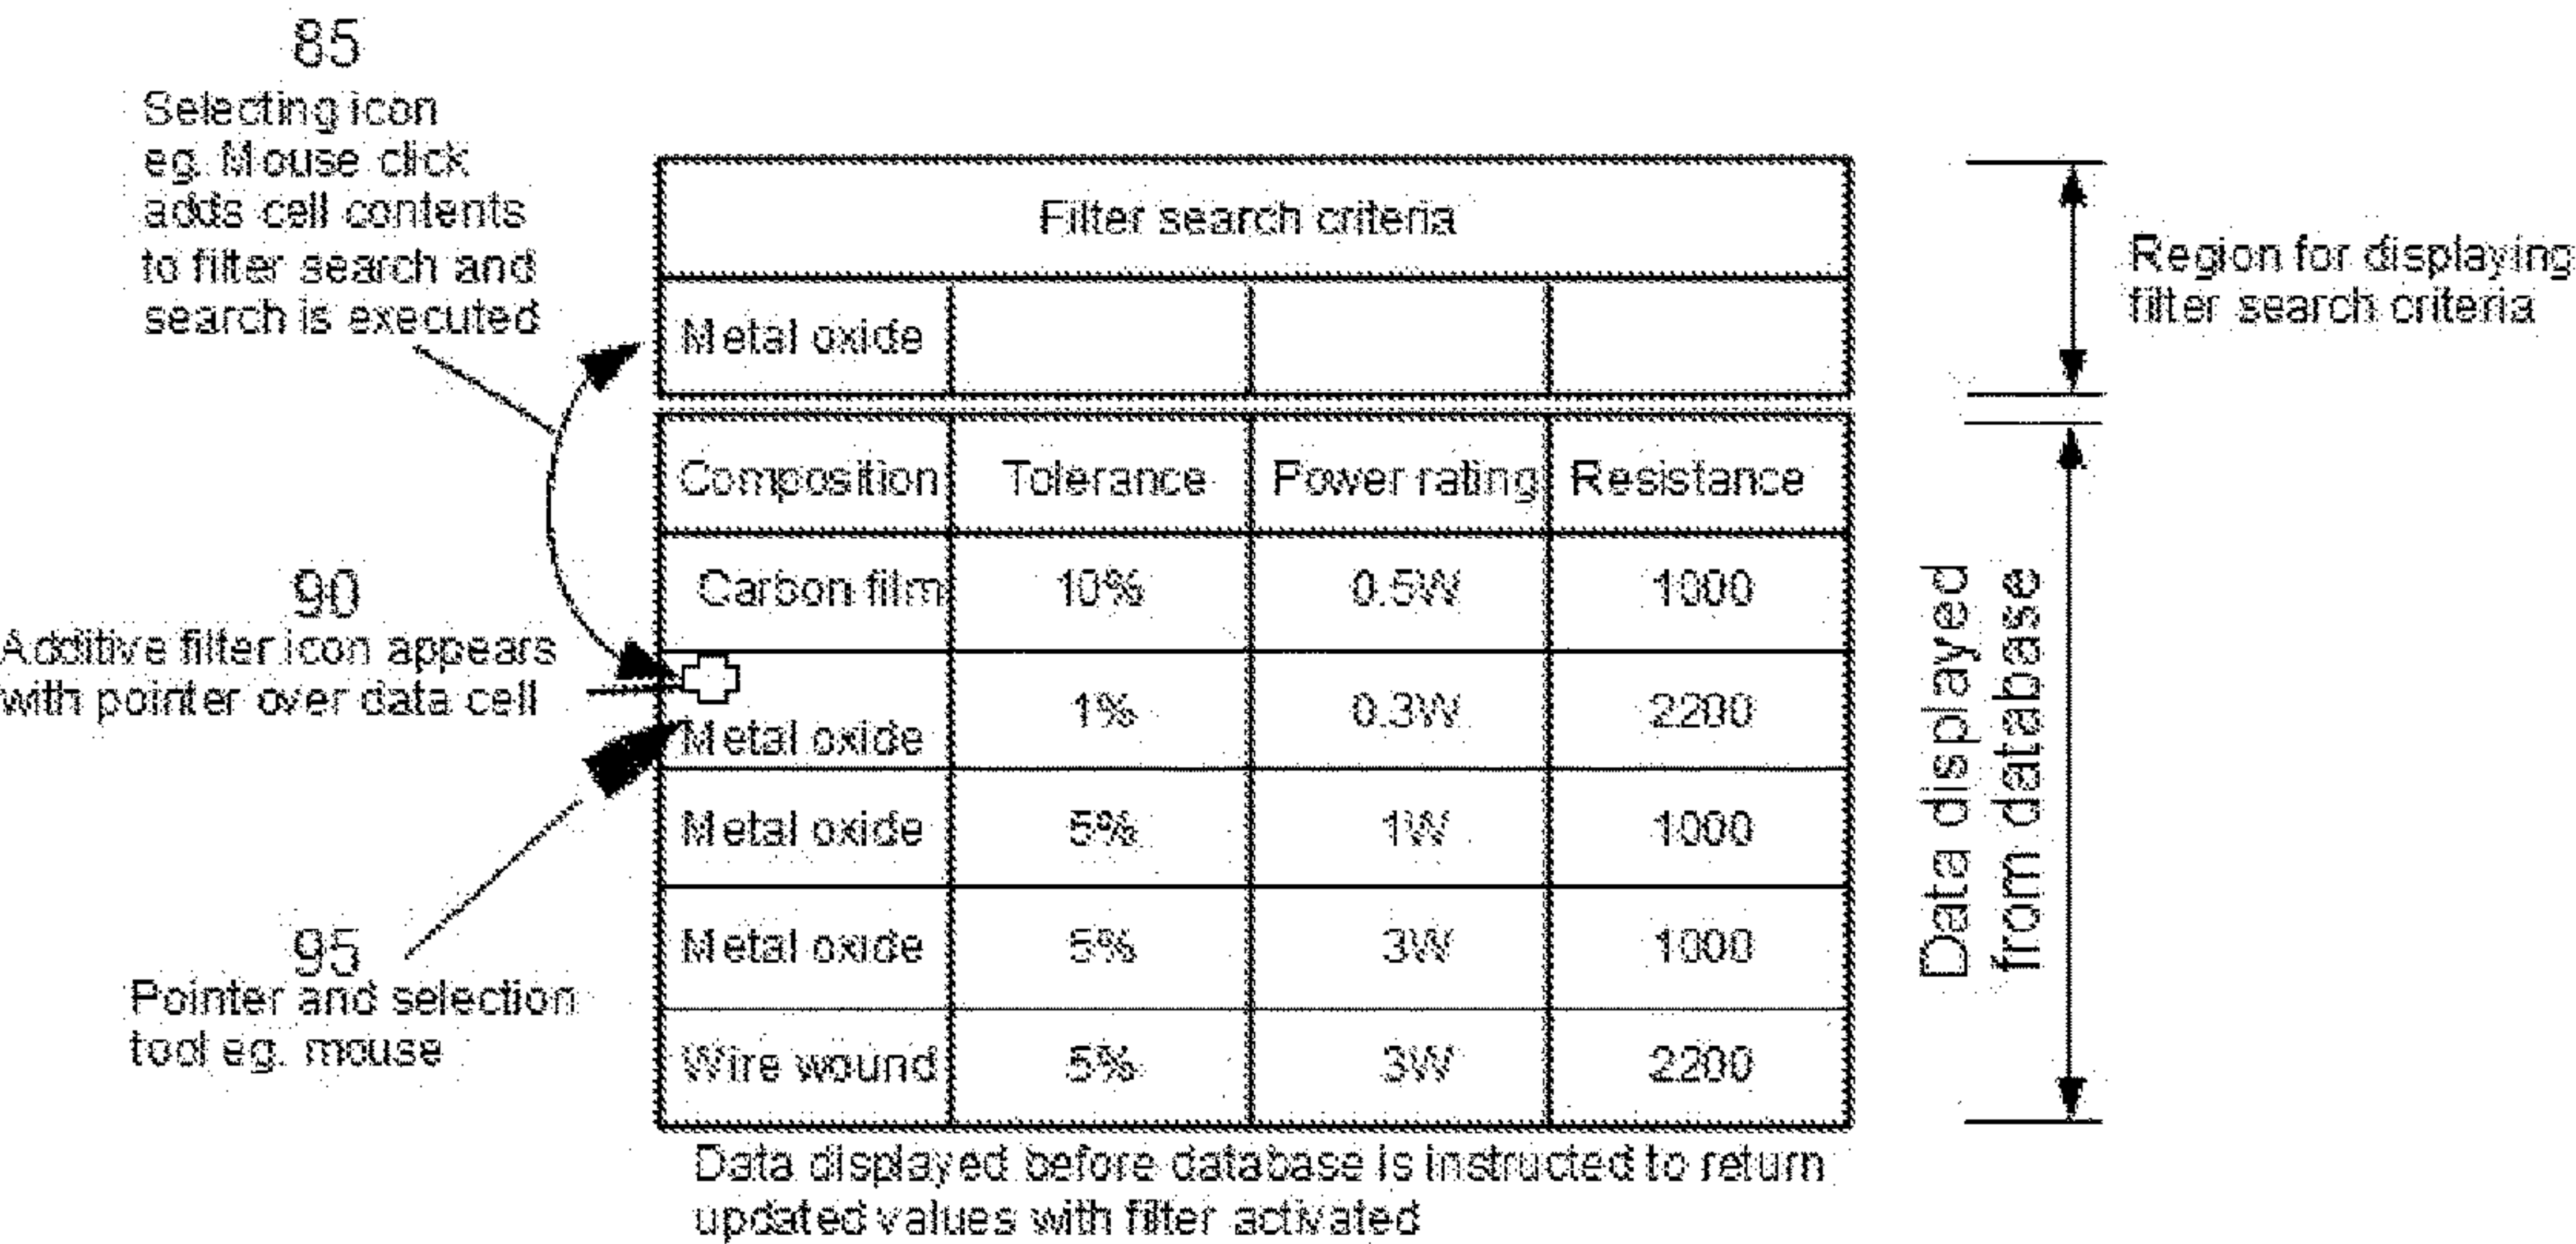 85
Selecting icon
eg. Mouse click
adds cell contents
to filter search and
search is executed
Filter search criteria
Metal oxide
Region for displaying
filter search criteria
Composition Tolerance Power rating Resistance
Carbon film 10% 0.5W 1000
90
Additive filter icon appears
with pointer over data cell
Metal oxide 1% 0.3W 2200
Metal oxide 5% 1W 1000
Metal oxide 5% 3W 1000
Wire wound 5% 3W 2200
95
Pointer and selection
tool eg. mouse
Data displayed
from database
Data displayed before database is instructed to return
updated values with filter activated